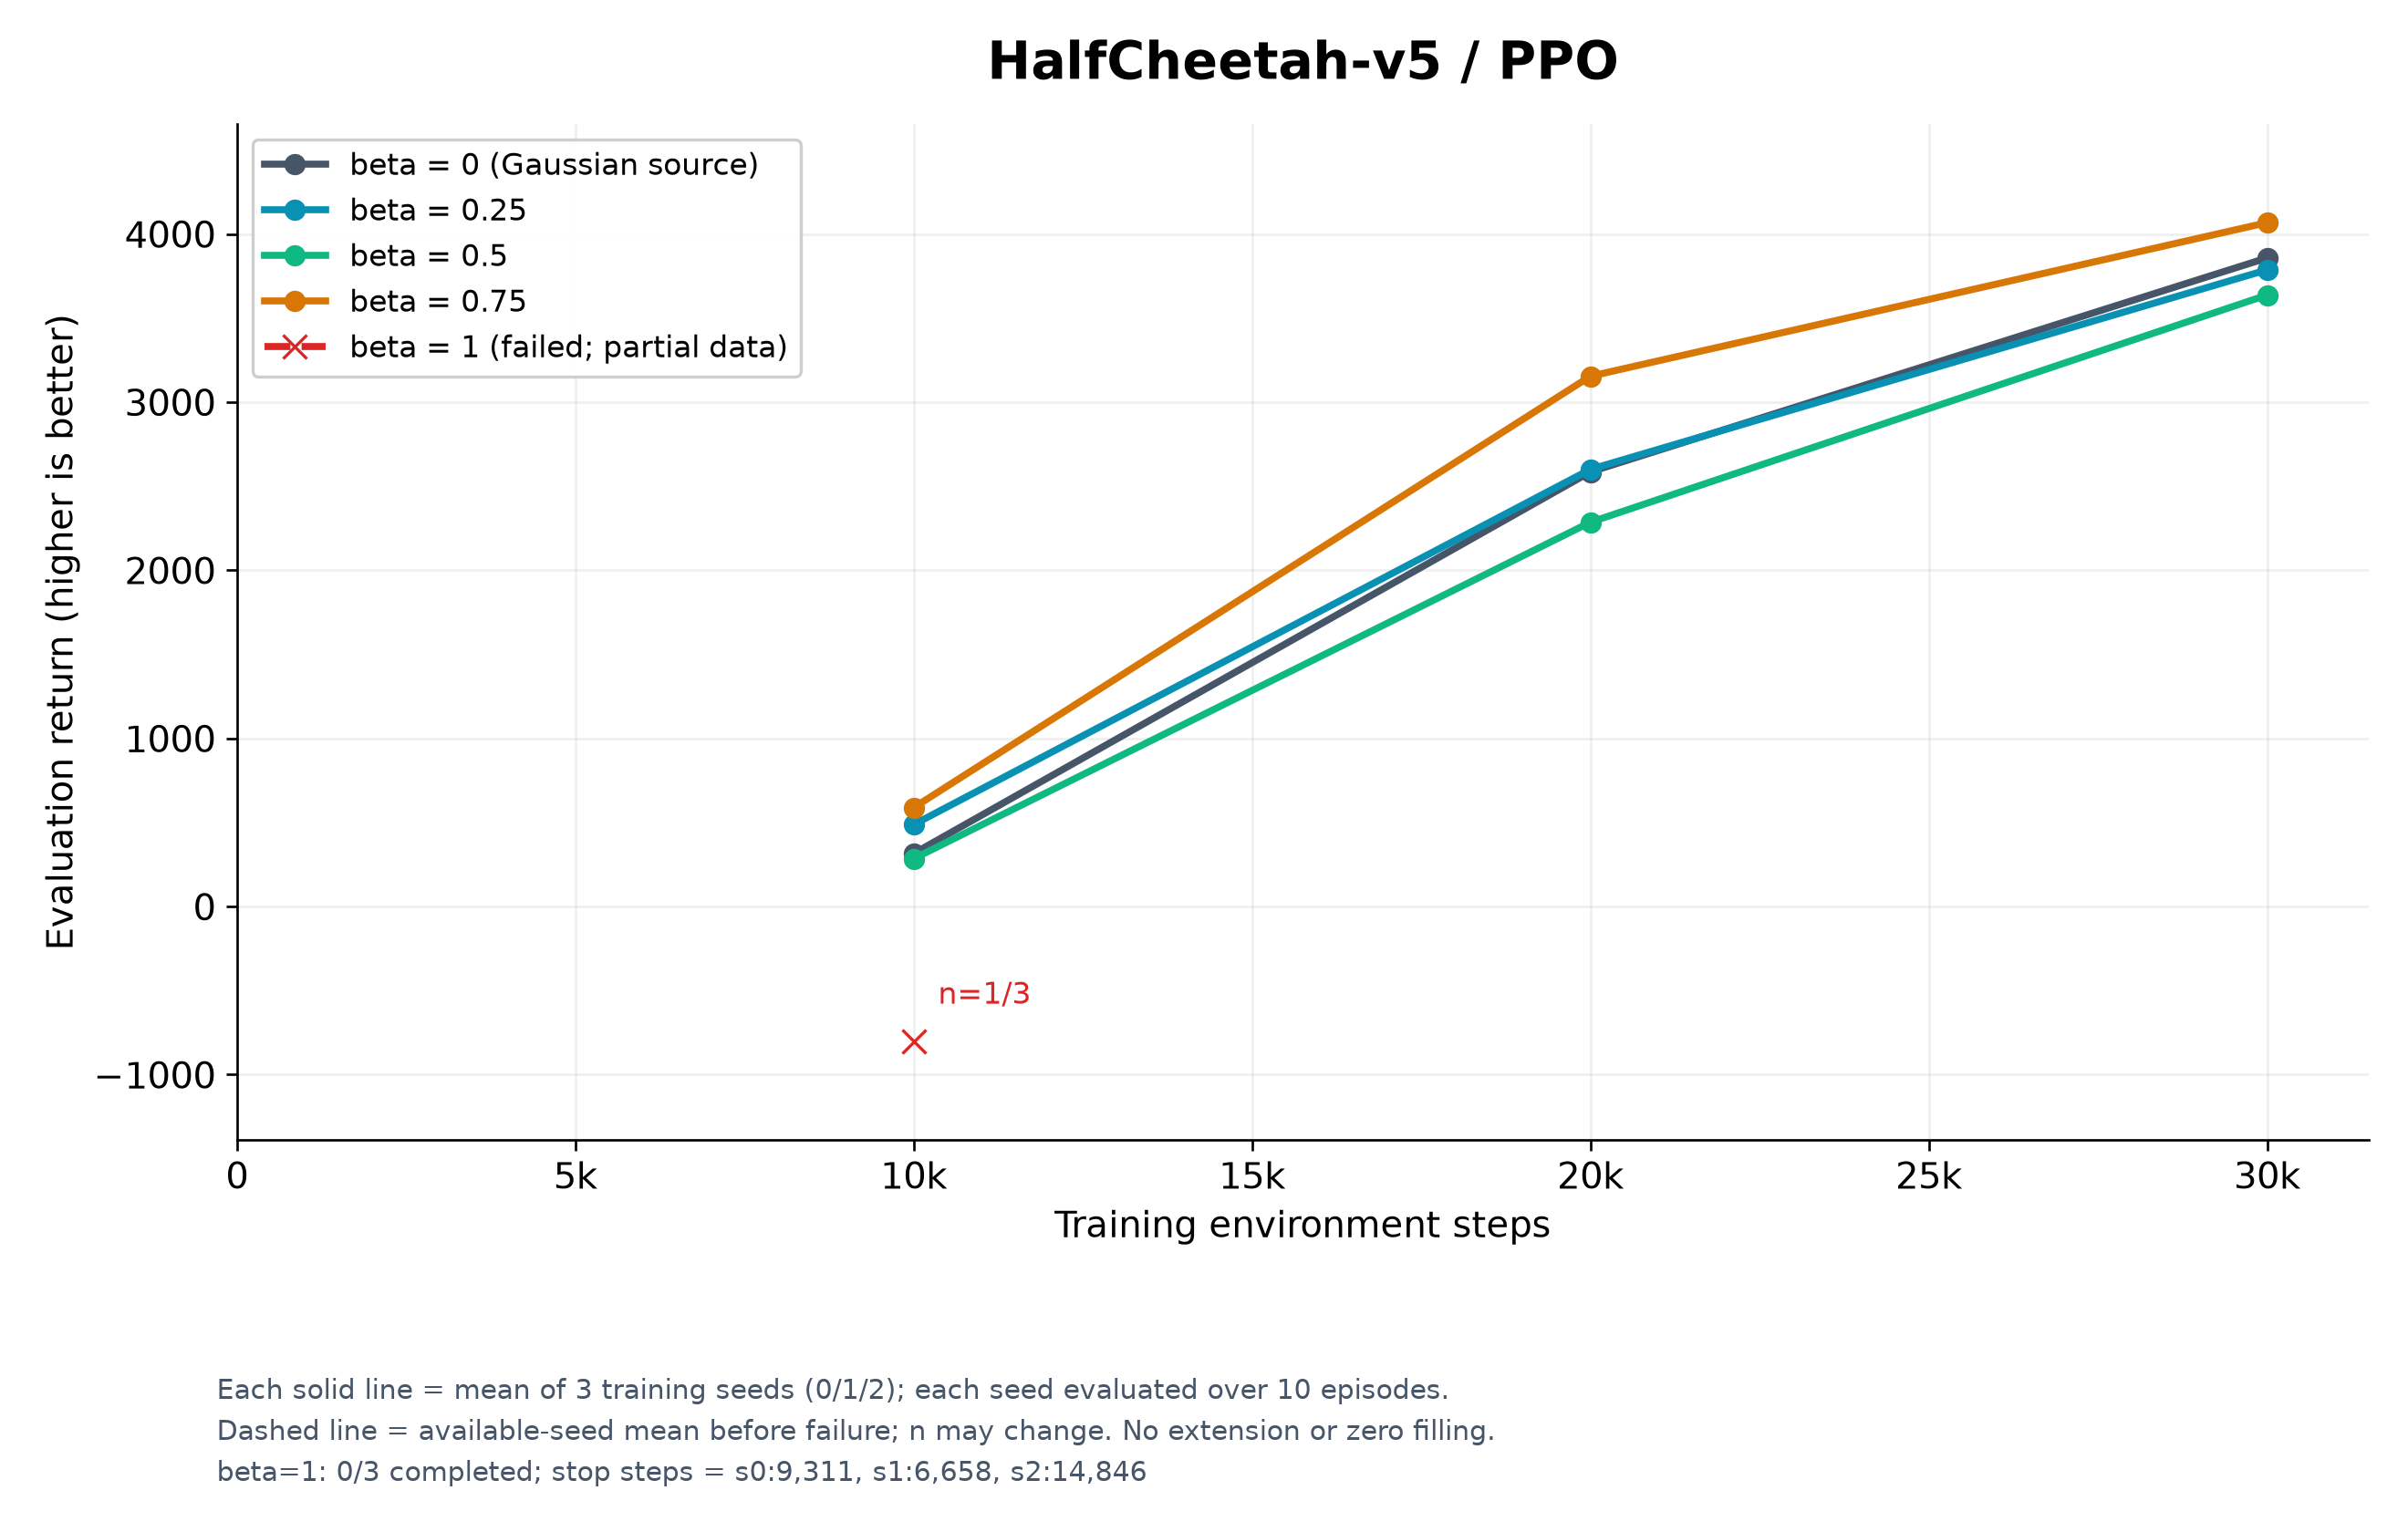 HalfCheetah-v5 / PPO
beta = 0 (Gaussian source)
beta = 0.25
beta = 0.5
beta = 0.75
beta = 1 (failed; partial data)
Evaluation return (higher is better)
4000
3000
2000
1000
0
−1000
n=1/3
0 5k 10k 15k 20k 25k 30k
Training environment steps
Each solid line = mean of 3 training seeds (0/1/2); each seed evaluated over 10 episodes.
Dashed line = available-seed mean before failure; n may change. No extension or zero filling.
beta=1: 0/3 completed; stop steps = s0:9,311, s1:6,658, s2:14,846